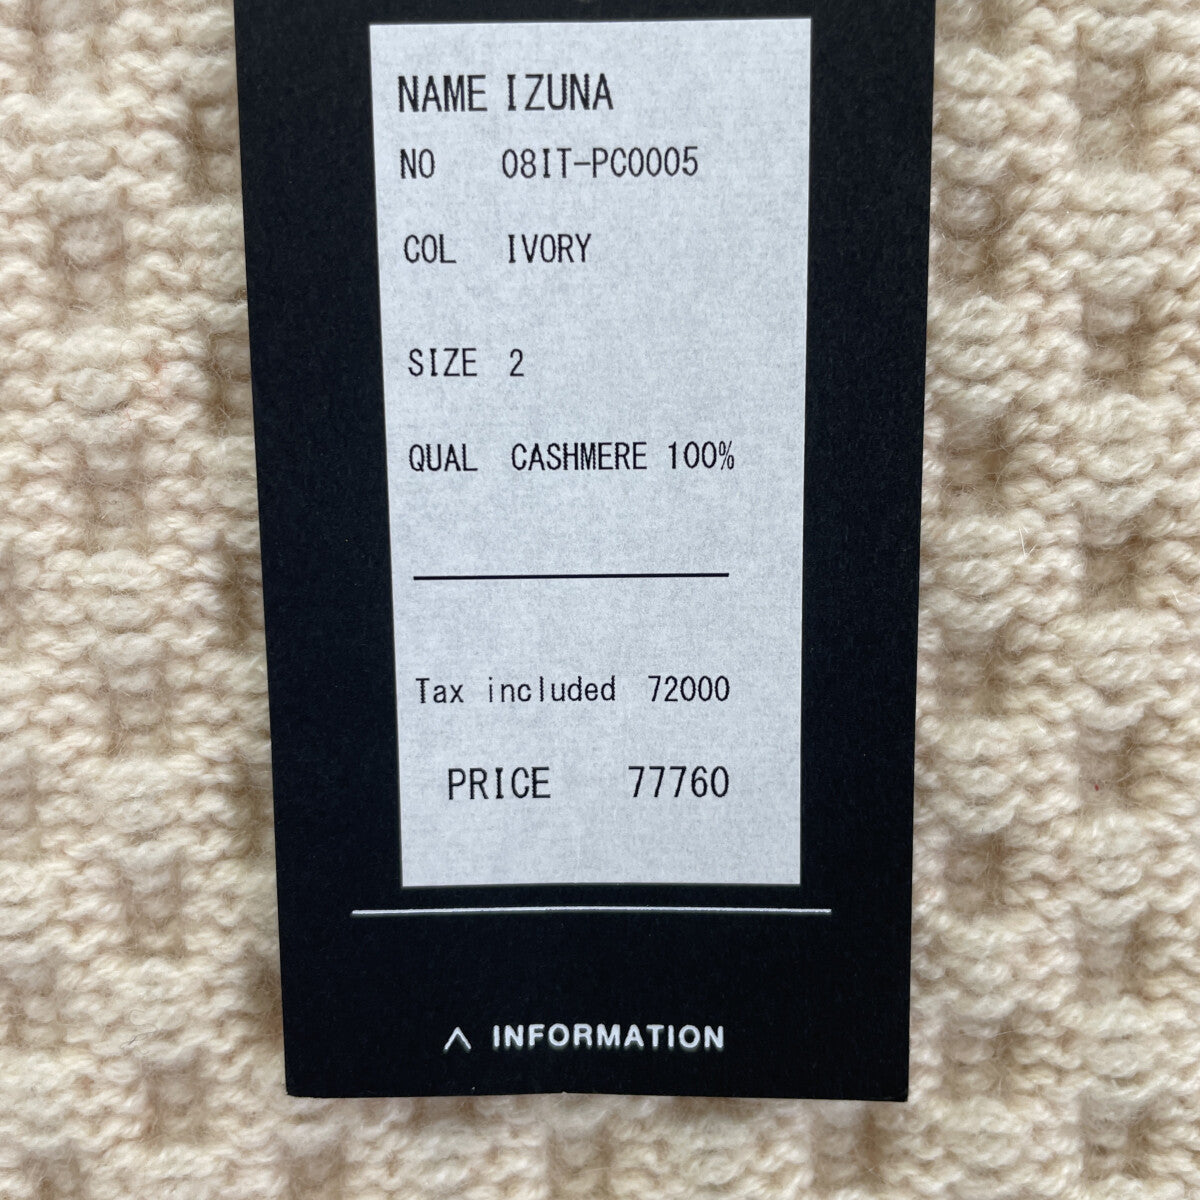 NAME IZUNA
NO 08IT-PC0005
COL IVORY
SIZE 2
QUAL CASHMERE 100%
Tax included 72000
PRICE 77760
INFORMATION